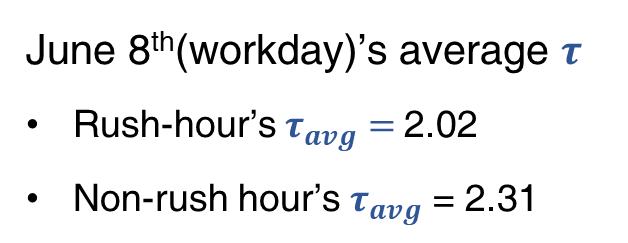 June 8th(workday)'s average τ
• Rush-hour's τavg = 2.02
• Non-rush hour's τavg = 2.31